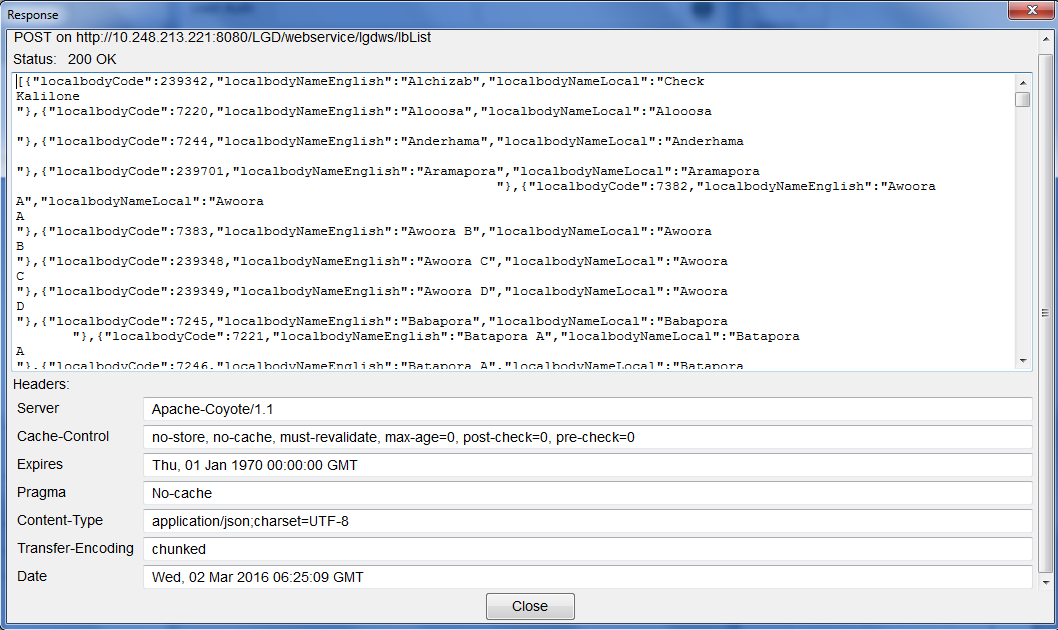 Response
POST on http://10.248.213.221:8080/LGD/webservice/lgdws/lbList
Status: 200 OK
[{"localbodyCode":239342,"localbodyNameEnglish":"Alchizab","localbodyNameLocal":"Check
Kalilone
"},{"localbodyCode":7220,"localbodyNameEnglish":"Alooosa","localbodyNameLocal":"Alooosa
"},{"localbodyCode":7244,"localbodyNameEnglish":"Anderhama","localbodyNameLocal":"Anderhama
"},{"localbodyCode":239701,"localbodyNameEnglish":"Aramapora","localbodyNameLocal":"Aramapora
"},{"localbodyCode":7382,"localbodyNameEnglish":"Awoora
A","localbodyNameLocal":"Awoora
A
"},{"localbodyCode":7383,"localbodyNameEnglish":"Awoora B","localbodyNameLocal":"Awoora
B
"},{"localbodyCode":239348,"localbodyNameEnglish":"Awoora C","localbodyNameLocal":"Awoora
C
"},{"localbodyCode":239349,"localbodyNameEnglish":"Awoora D","localbodyNameLocal":"Awoora
D
"},{"localbodyCode":7245,"localbodyNameEnglish":"Babapora","localbodyNameLocal":"Babapora
"},{"localbodyCode":7221,"localbodyNameEnglish":"Batapora A","localbodyNameLocal":"Batapora
A
"},{"localbodyCode":7246,"localbodyNameEnglish":"Batapora A","localbodyNameLocal":"Batapora
Headers:
Server Apache-Coyote/1.1
Cache-Control no-store, no-cache, must-revalidate, max-age=0, post-check=0, pre-check=0
Expires Thu, 01 Jan 1970 00:00:00 GMT
Pragma No-cache
Content-Type application/json;charset=UTF-8
Transfer-Encoding chunked
Date Wed, 02 Mar 2016 06:25:09 GMT
Close